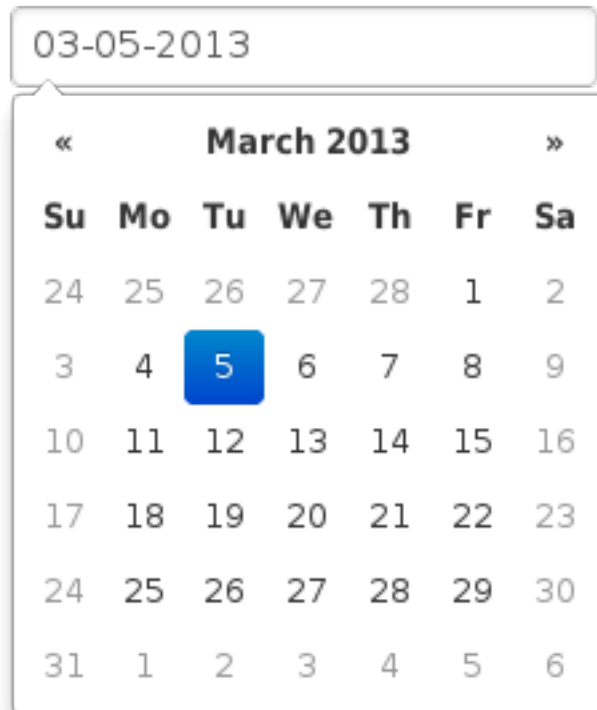 03-05-2013
« March 2013 »
Su Mo Tu We Th Fr Sa
24 25 26 27 28 1 2
3 4 5 6 7 8 9
10 11 12 13 14 15 16
17 18 19 20 21 22 23
24 25 26 27 28 29 30
31 1 2 3 4 5 6